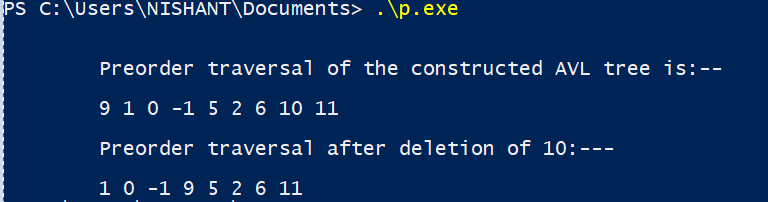 PS C:\Users\NISHANT\Documents> .\p.exe
Preorder traversal of the constructed AVL tree is:--
9 1 0 -1 5 2 6 10 11
Preorder traversal after deletion of 10:---
1 0 -1 9 5 2 6 11